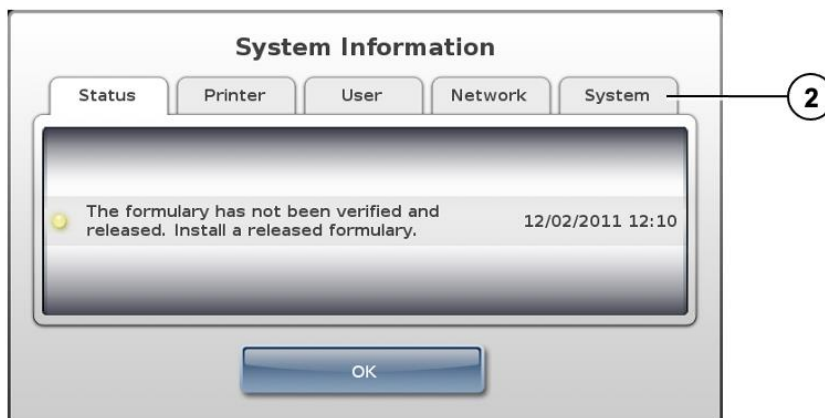 System Information
Status Printer User Network System
2
The formulary has not been verified and
released. Install a released formulary.
12/02/2011 12:10
OK